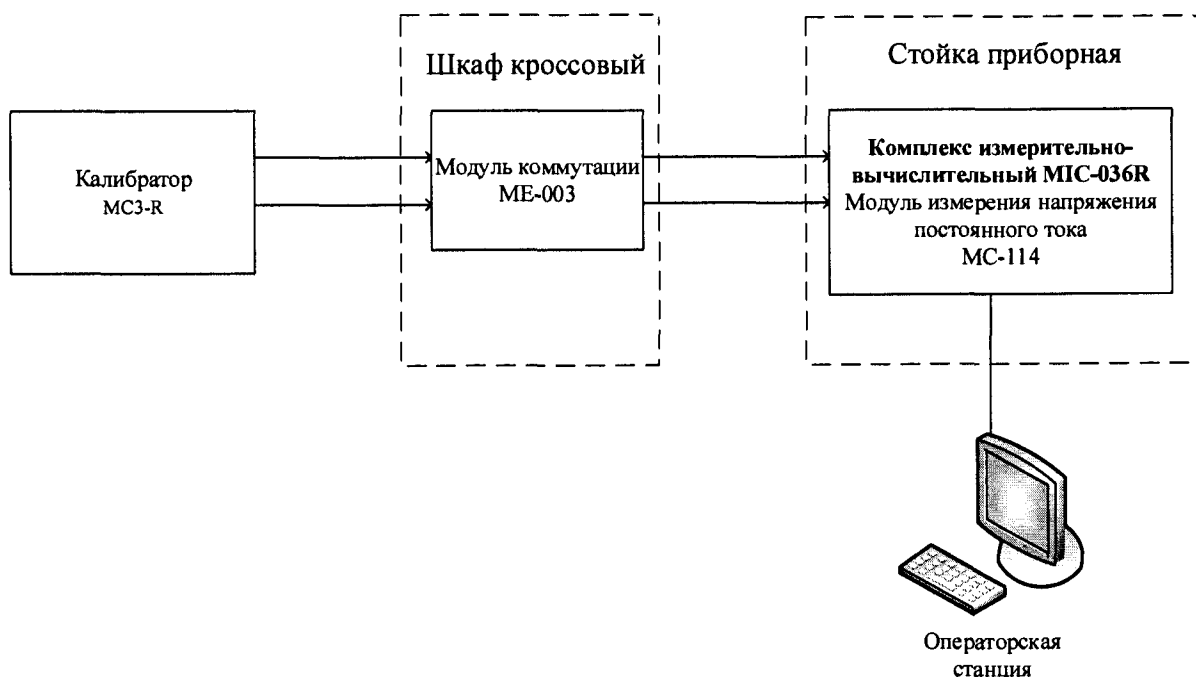 Шкаф кроссовый
Стойка приборная
Калибратор
MC3-R
Модуль коммутации
ME-003
Комплекс измерительно-
вычислительный MIC-036R
Модуль измерения напряжения
постоянного тока
MC-114
Операторская
станция